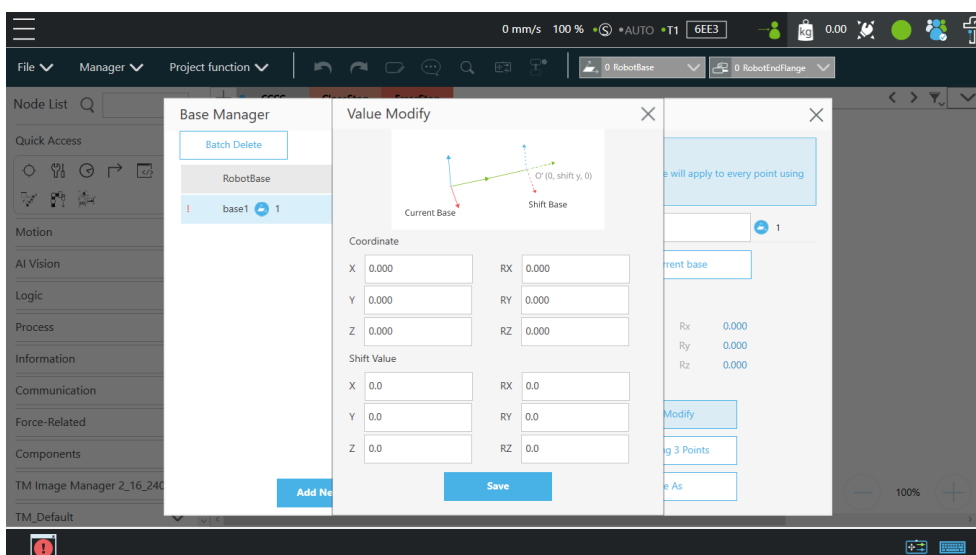 0 mm/s 100 % •Ⓢ •AUTO •T1 6EE3 kg 0.00
File Manager Project function 0 RobotBase 0 RobotEndFlange
Node List
Quick Access
Motion
AI Vision
Logic
Process
Information
Communication
Force-Related
Components
TM Image Manager 2_16_240
TM_Default
Base Manager
Batch Delete
RobotBase
! base1 1
Add Ne
Value Modify
O' (0, shift y, 0)
Current Base
Shift Base
Coordinate
X 0.000 RX 0.000
Y 0.000 RY 0.000
Z 0.000 RZ 0.000
Shift Value
X 0.0 RX 0.0
Y 0.0 RY 0.0
Z 0.0 RZ 0.0
Save
e will apply to every point using
1
rrent base
Rx 0.000
Ry 0.000
Rz 0.000
Modify
g 3 Points
e As
100%